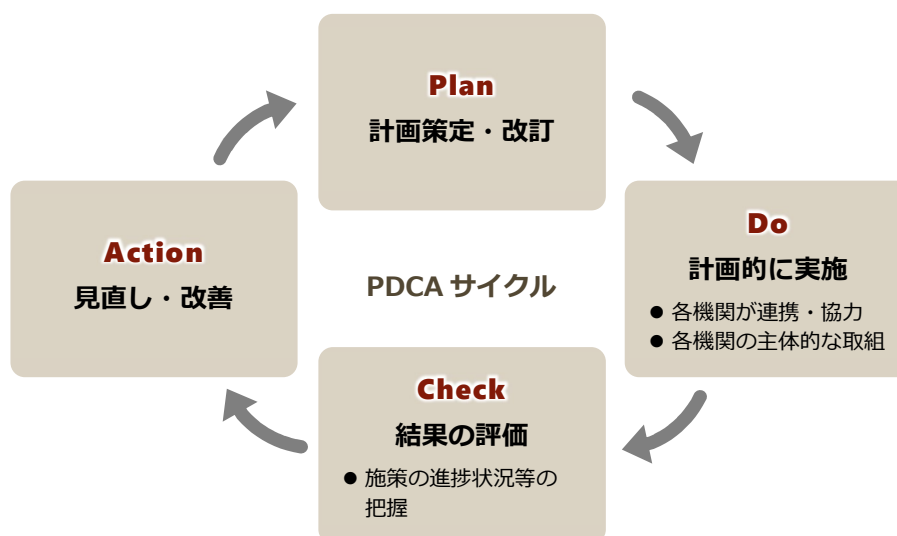 Plan
計画策定・改訂
Do
計画的に実施
● 各機関が連携・協力
● 各機関の主体的な取組
Action
見直し・改善
PDCA サイクル
Check
結果の評価
● 施策の進捗状況等の
把握